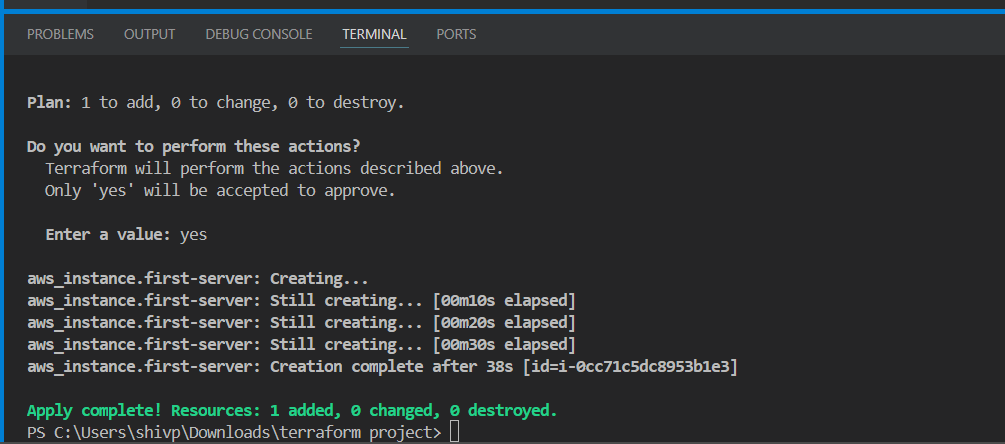 PROBLEMS OUTPUT DEBUG CONSOLE TERMINAL PORTS
Plan: 1 to add, 0 to change, 0 to destroy.
Do you want to perform these actions?
Terraform will perform the actions described above.
Only 'yes' will be accepted to approve.
Enter a value: yes
aws_instance.first-server: Creating...
aws_instance.first-server: Still creating... [00m10s elapsed]
aws_instance.first-server: Still creating... [00m20s elapsed]
aws_instance.first-server: Still creating... [00m30s elapsed]
aws_instance.first-server: Creation complete after 38s [id=i-0cc71c5dc8953b1e3]
Apply complete! Resources: 1 added, 0 changed, 0 destroyed.
PS C:\Users\shivp\Downloads\terraform project>